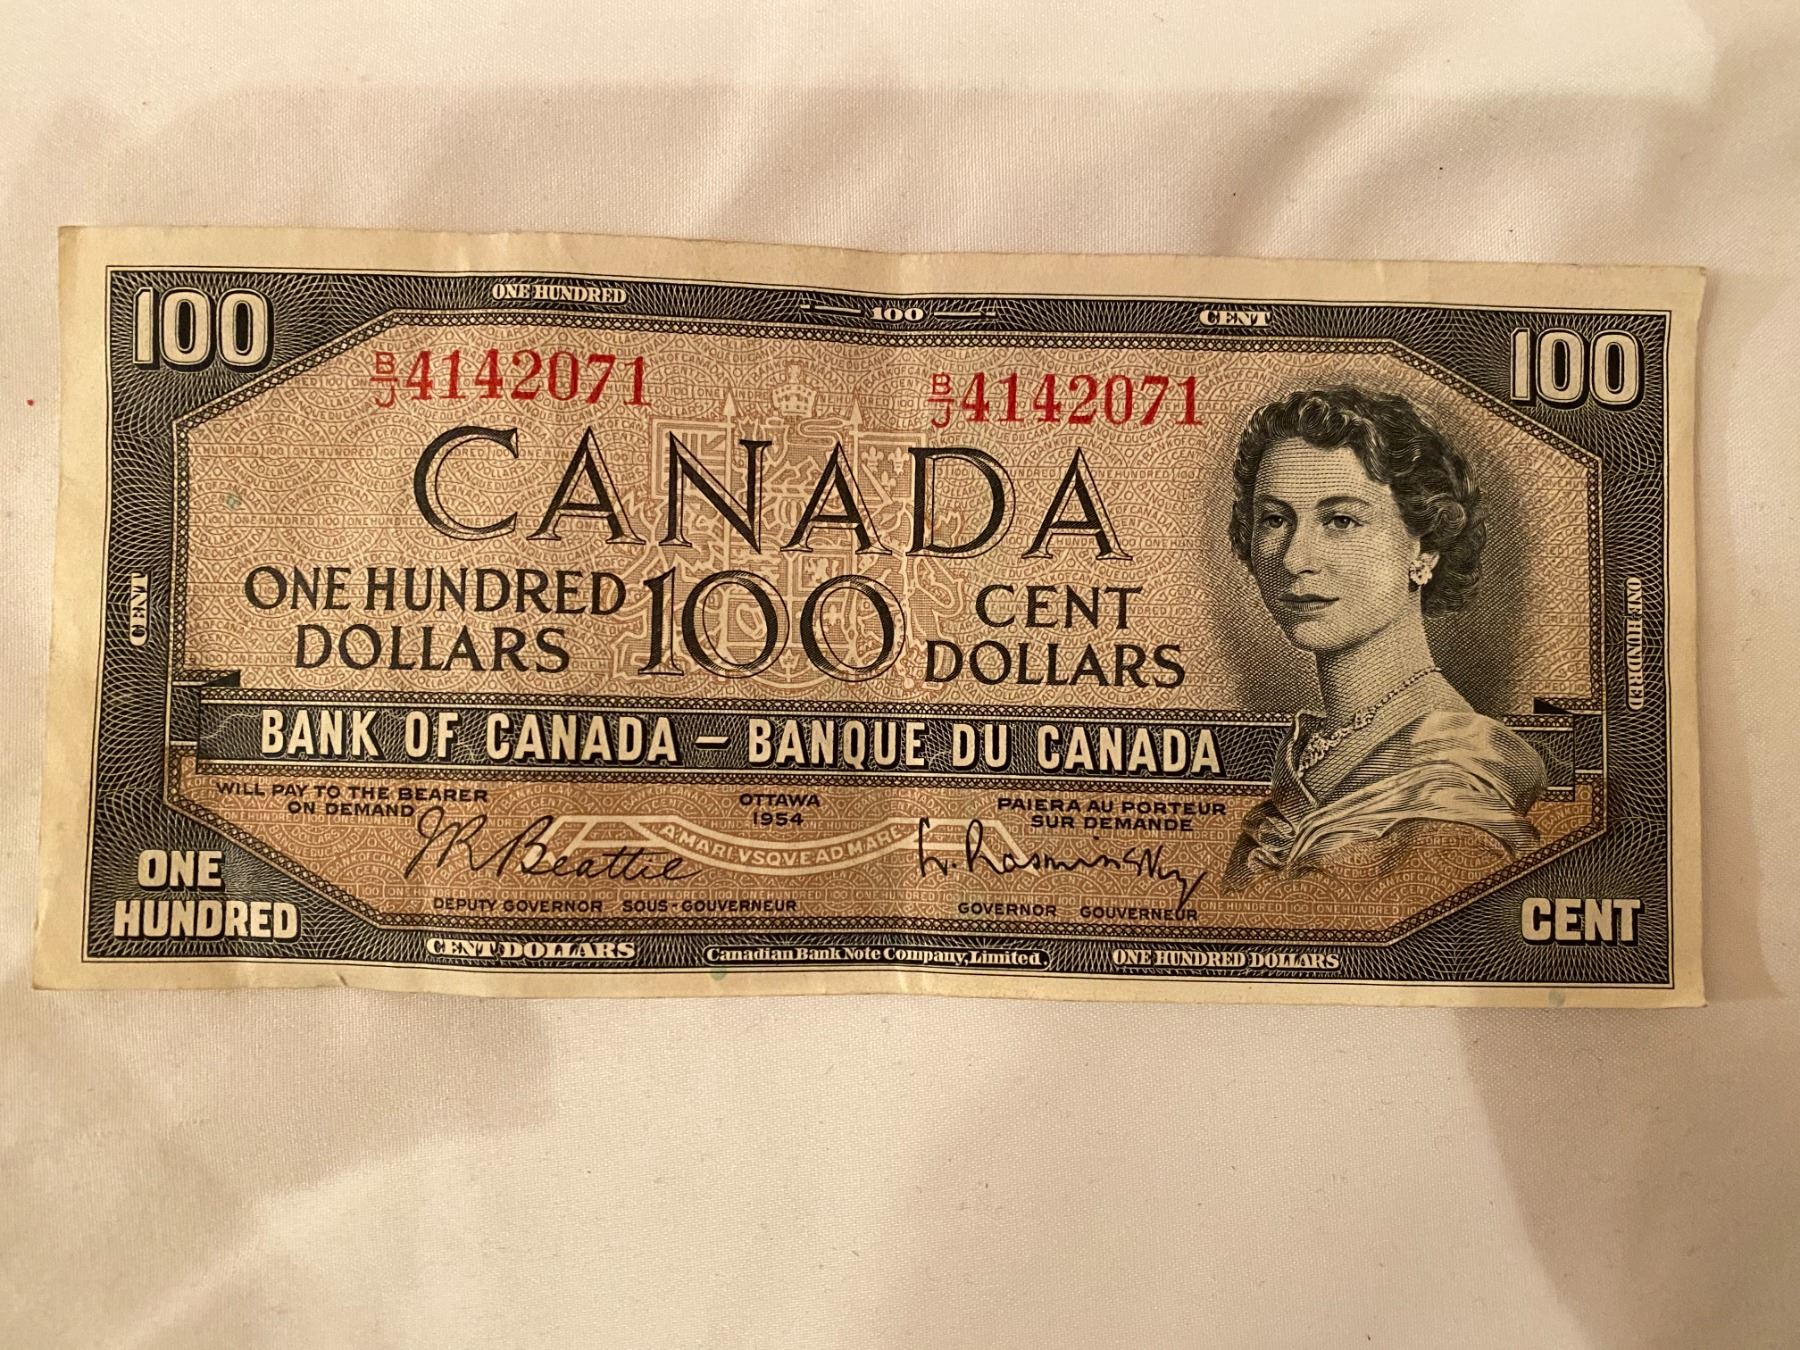 ONE HUNDRED
100
CENT
100
100
B/J 4142071
B/J 4142071
CANADA
ONE HUNDRED DOLLARS
100
CENT DOLLARS
CENT
ONE HUNDRED
BANK OF CANADA – BANQUE DU CANADA
WILL PAY TO THE BEARER
ON DEMAND
OTTAWA
1954
PAIERA AU PORTEUR
SUR DEMANDE
J R Beattie
A·MARI·VSQVE·AD·MARE
L. Rasminsky
DEPUTY GOVERNOR SOUS-GOUVERNEUR
GOVERNOR GOUVERNEUR
ONE
HUNDRED
CENT
CENT DOLLARS
Canadian Bank Note Company, Limited.
ONE HUNDRED DOLLARS